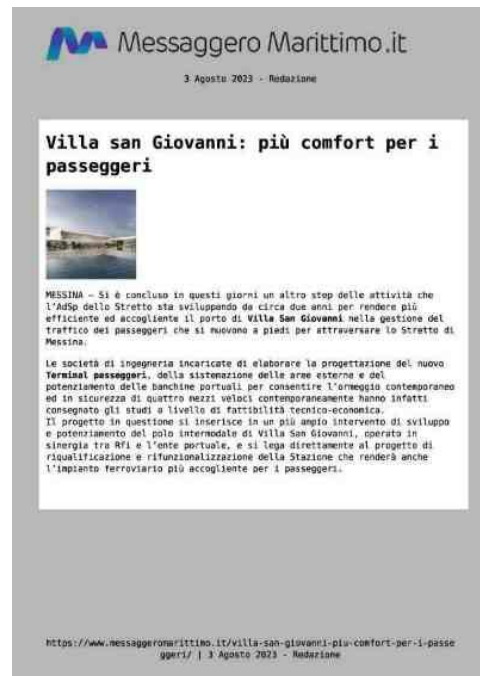 Messaggero Marittimo.it
3 Agosto 2023 - Redazione
Villa san Giovanni: più comfort per i
passeggeri
MESSINA – Si è concluso in questi giorni un altro step delle attività che
l'AdSp dello Stretto sta sviluppando da circa due anni per rendere più
efficiente ed accogliente il porto di Villa San Giovanni nella gestione del
traffico dei passeggeri che si muovono a piedi per attraversare lo Stretto di
Messina.
Le società di ingegneria incaricate di elaborare la progettazione del nuovo
Terminal passeggeri, della sistemazione delle aree esterne e del
potenziamento delle banchine portuali per consentire l'ormeggio contemporaneo
ed in sicurezza di quattro mezzi veloci contemporaneamente hanno infatti
consegnato gli studi a livello di fattibilità tecnico-economica.
Il progetto in questione si inserisce in un più ampio intervento di sviluppo
e potenziamento del polo intermodale di Villa San Giovanni, operato in
sinergia tra Rfi e l'ente portuale, e si lega direttamente al progetto di
riqualificazione e rifunzionalizzazione della Stazione che renderà anche
l'impianto ferroviario più accogliente per i passeggeri.
https://www.messaggeromarittimo.it/villa-san-giovanni-piu-comfort-per-i-passe
ggeri/ | 3 Agosto 2023 - Redazione